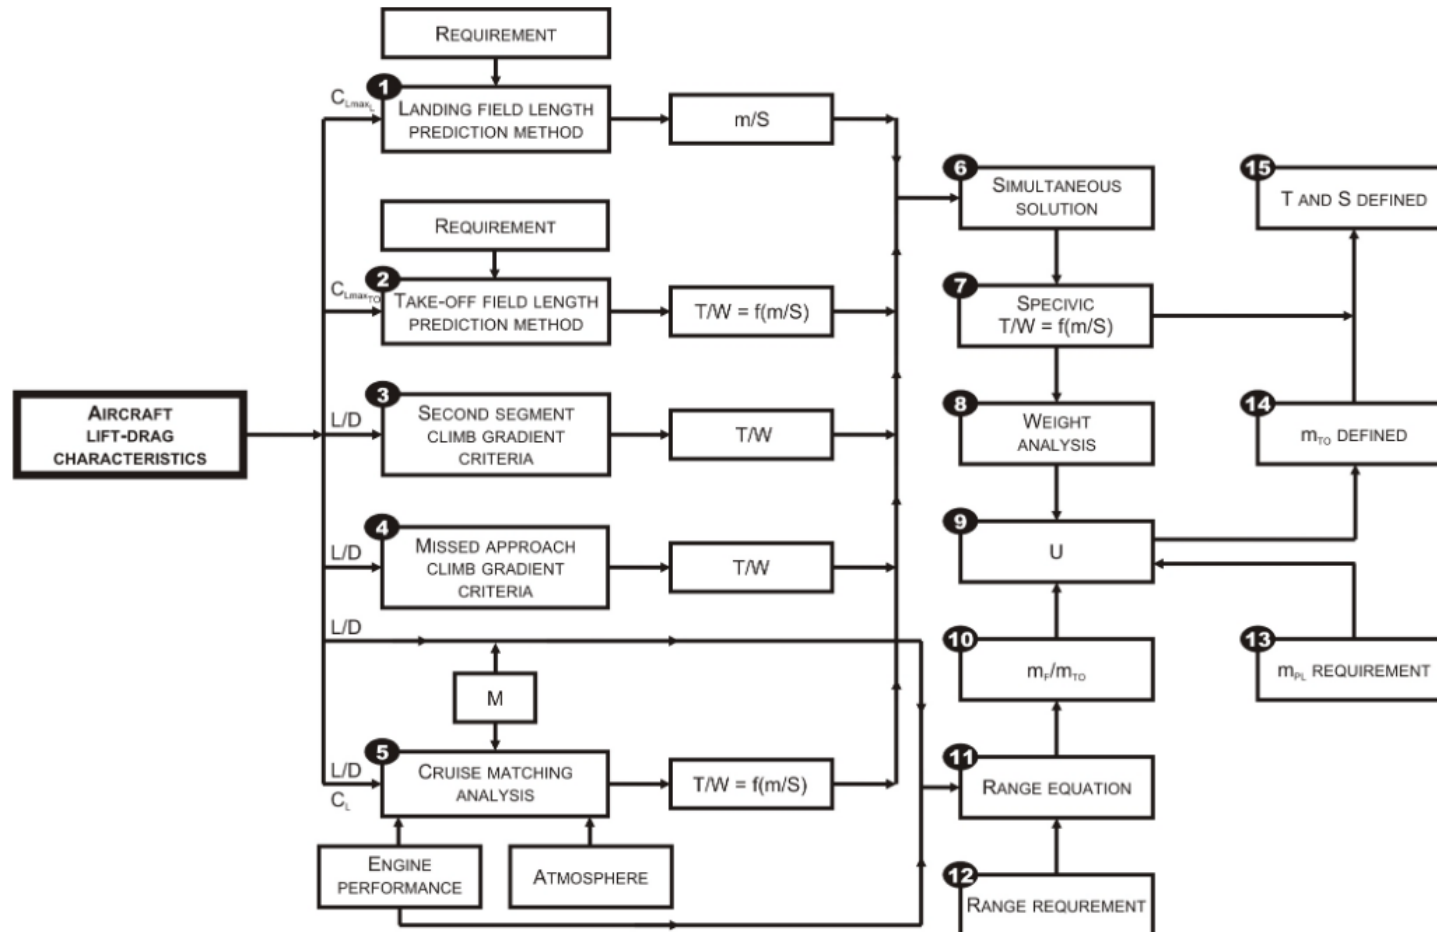 REQUIREMENT
1
C_Lmax_L
LANDING FIELD LENGTH
PREDICTION METHOD
m/S
REQUIREMENT
2
C_Lmax_TO
TAKE-OFF FIELD LENGTH
PREDICTION METHOD
T/W = f(m/S)
AIRCRAFT
LIFT-DRAG
CHARACTERISTICS
3
L/D
SECOND SEGMENT
CLIMB GRADIENT
CRITERIA
T/W
4
L/D
MISSED APPROACH
CLIMB GRADIENT
CRITERIA
T/W
L/D
M
5
L/D
C_L
CRUISE MATCHING
ANALYSIS
T/W = f(m/S)
ENGINE
PERFORMANCE
ATMOSPHERE
6
SIMULTANEOUS
SOLUTION
7
SPECIVIC
T/W = f(m/S)
8
WEIGHT
ANALYSIS
9
U
10
m_F/m_TO
11
RANGE EQUATION
12
RANGE REQUREMENT
15
T AND S DEFINED
14
m_TO DEFINED
13
m_PL REQUIREMENT